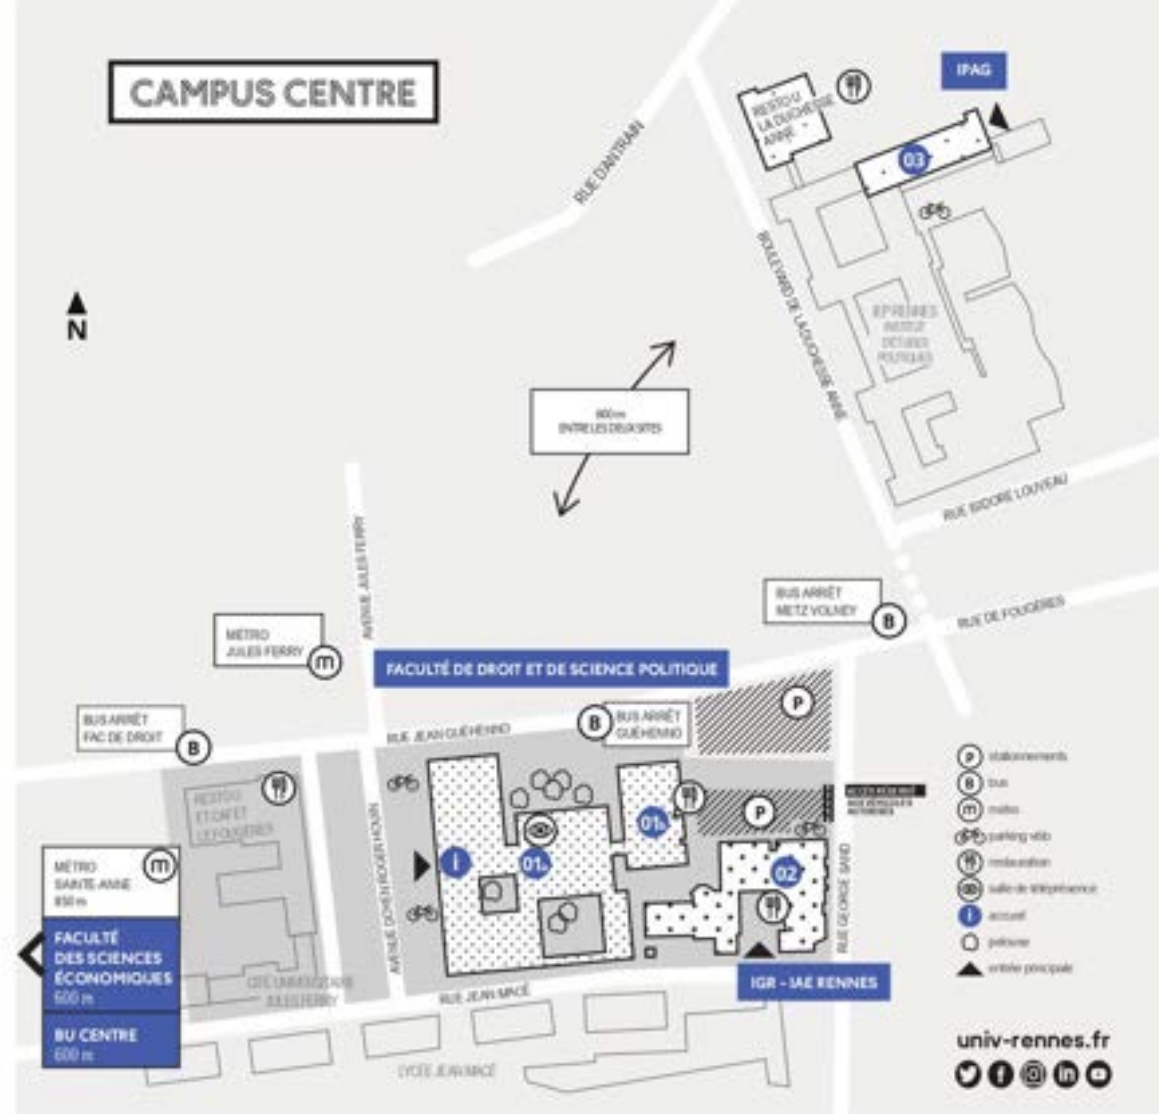 CAMPUS CENTRE
IPAG
RESTO U
LA DUCHESSE
ANNE
03
RUE D'ANTRAIN
BOULEVARD DE LA DUCHESSE ANNE
IEP RENNES
INSTITUT
D'ÉTUDES
POLITIQUES
N
800 m
ENTRE LES DEUX SITES
RUE ISIDORE LOUVEAU
AVENUE JULES FERRY
BUS ARRÊT
METZ VOLNEY
B
RUE DE FOUGÈRES
MÉTRO
JULES FERRY
m
FACULTÉ DE DROIT ET DE SCIENCE POLITIQUE
P
BUS ARRÊT
FAC DE DROIT
B
RUE JEAN GUÉHENNO
B
BUS ARRÊT
GUÉHENNO
RESTO U
ET CAFET
LE FOUGÈRES
P
01b
01a
i
02
AVENUE DOYEN ROGER HOUIN
RUE GEORGE SAND
MÉTRO
SAINTE-ANNE
850 m
m
FACULTÉ
DES SCIENCES
ÉCONOMIQUES
600 m
BU CENTRE
600 m
CITÉ UNIVERSITAIRE
JULES FERRY
RUE JEAN MACÉ
IGR - IAE RENNES
LYCÉE JEAN MACÉ
P stationnements
B bus
m métro
parking vélo
restauration
salle de téléprésence
i accueil
pelouse
entrée principale
univ-rennes.fr